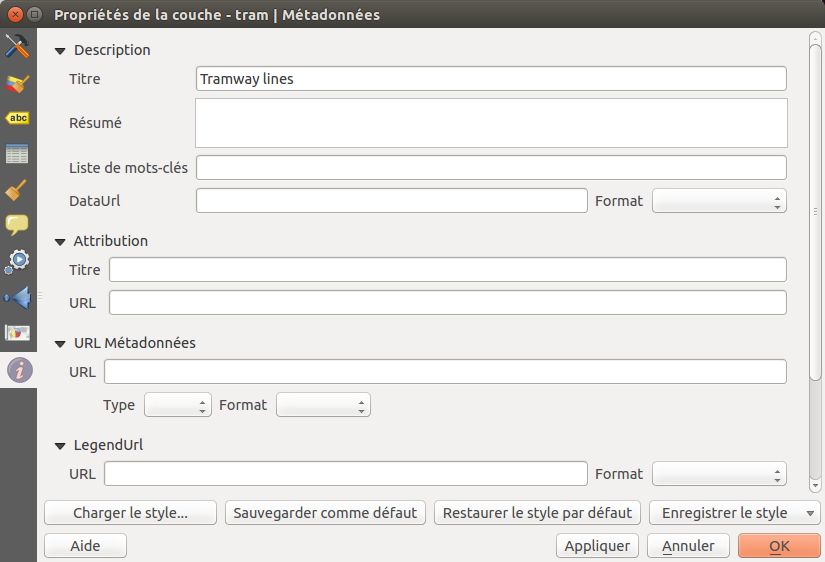 Propriétés de la couche - tram | Métadonnées
abc
Description
Titre Tramway lines
Résumé
Liste de mots-clés
DataUrl Format
Attribution
Titre
URL
URL Métadonnées
URL
Type Format
LegendUrl
URL Format
Charger le style... Sauvegarder comme défaut Restaurer le style par défaut Enregistrer le style
Aide Appliquer Annuler OK